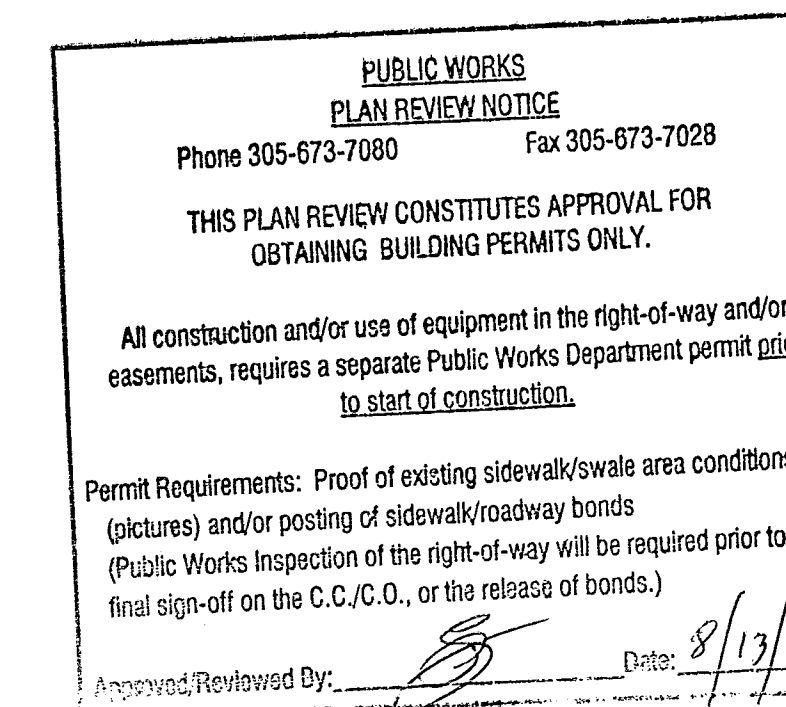 PUBLIC WORKS
PLAN REVIEW NOTICE
Phone 305-673-7080 Fax 305-673-7028
THIS PLAN REVIEW CONSTITUTES APPROVAL FOR
OBTAINING BUILDING PERMITS ONLY.
All construction and/or use of equipment in the right-of-way and/or
easements, requires a separate Public Works Department permit pri
to start of construction.
Permit Requirements: Proof of existing sidewalk/swale area conditions
(pictures) and/or posting of sidewalk/roadway bonds
(Public Works Inspection of the right-of-way will be required prior to
final sign-off on the C.C./C.O., or the release of bonds.)
Approved/Reviewed By: Date: 8/13/